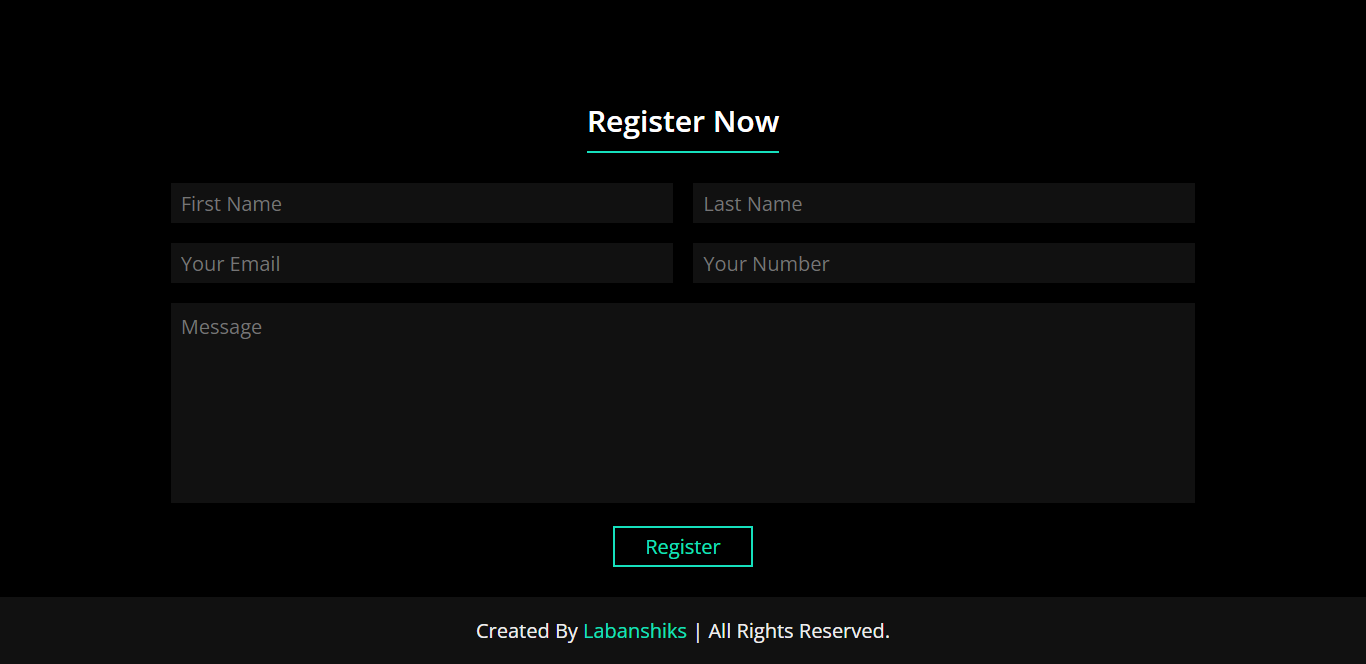 Register Now
First Name
Last Name
Your Email
Your Number
Message
Register
Created By Labanshiks | All Rights Reserved.